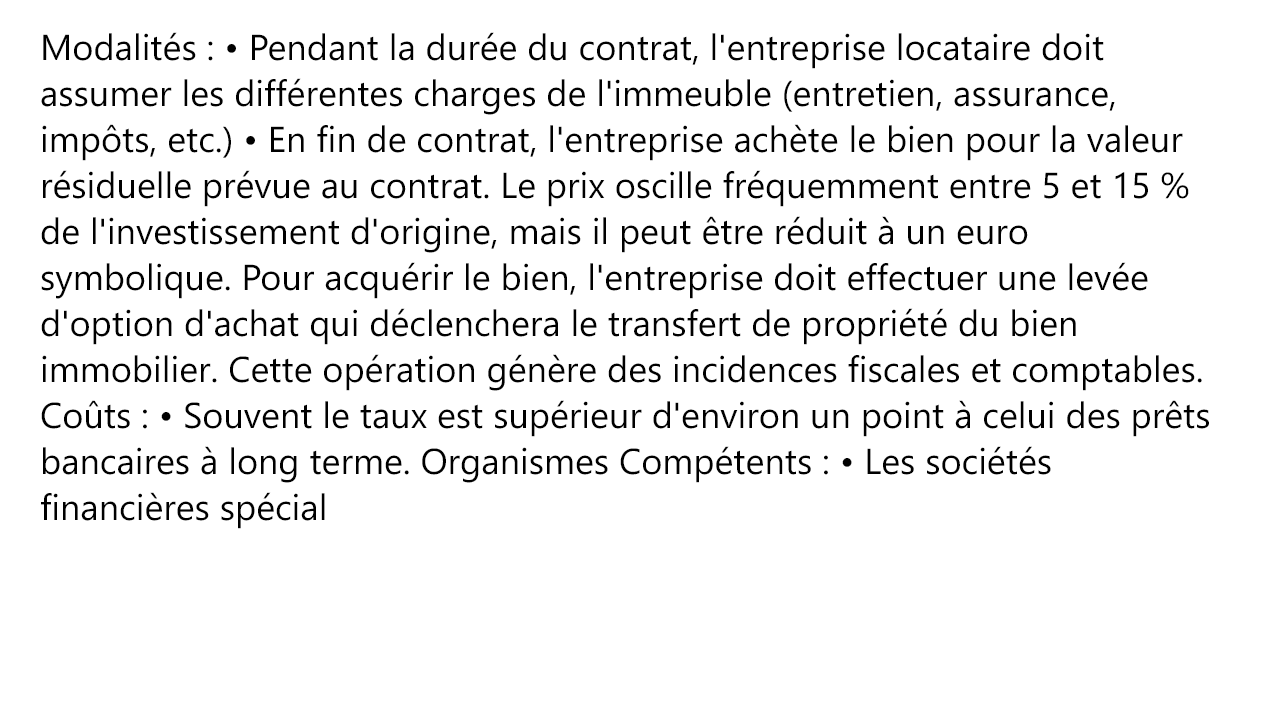 Modalités : • Pendant la durée du contrat, l'entreprise locataire doit
assumer les différentes charges de l'immeuble (entretien, assurance,
impôts, etc.) • En fin de contrat, l'entreprise achète le bien pour la valeur
résiduelle prévue au contrat. Le prix oscille fréquemment entre 5 et 15 %
de l'investissement d'origine, mais il peut être réduit à un euro
symbolique. Pour acquérir le bien, l'entreprise doit effectuer une levée
d'option d'achat qui déclenchera le transfert de propriété du bien
immobilier. Cette opération génère des incidences fiscales et comptables.
Coûts : • Souvent le taux est supérieur d'environ un point à celui des prêts
bancaires à long terme. Organismes Compétents : • Les sociétés
financières spécial